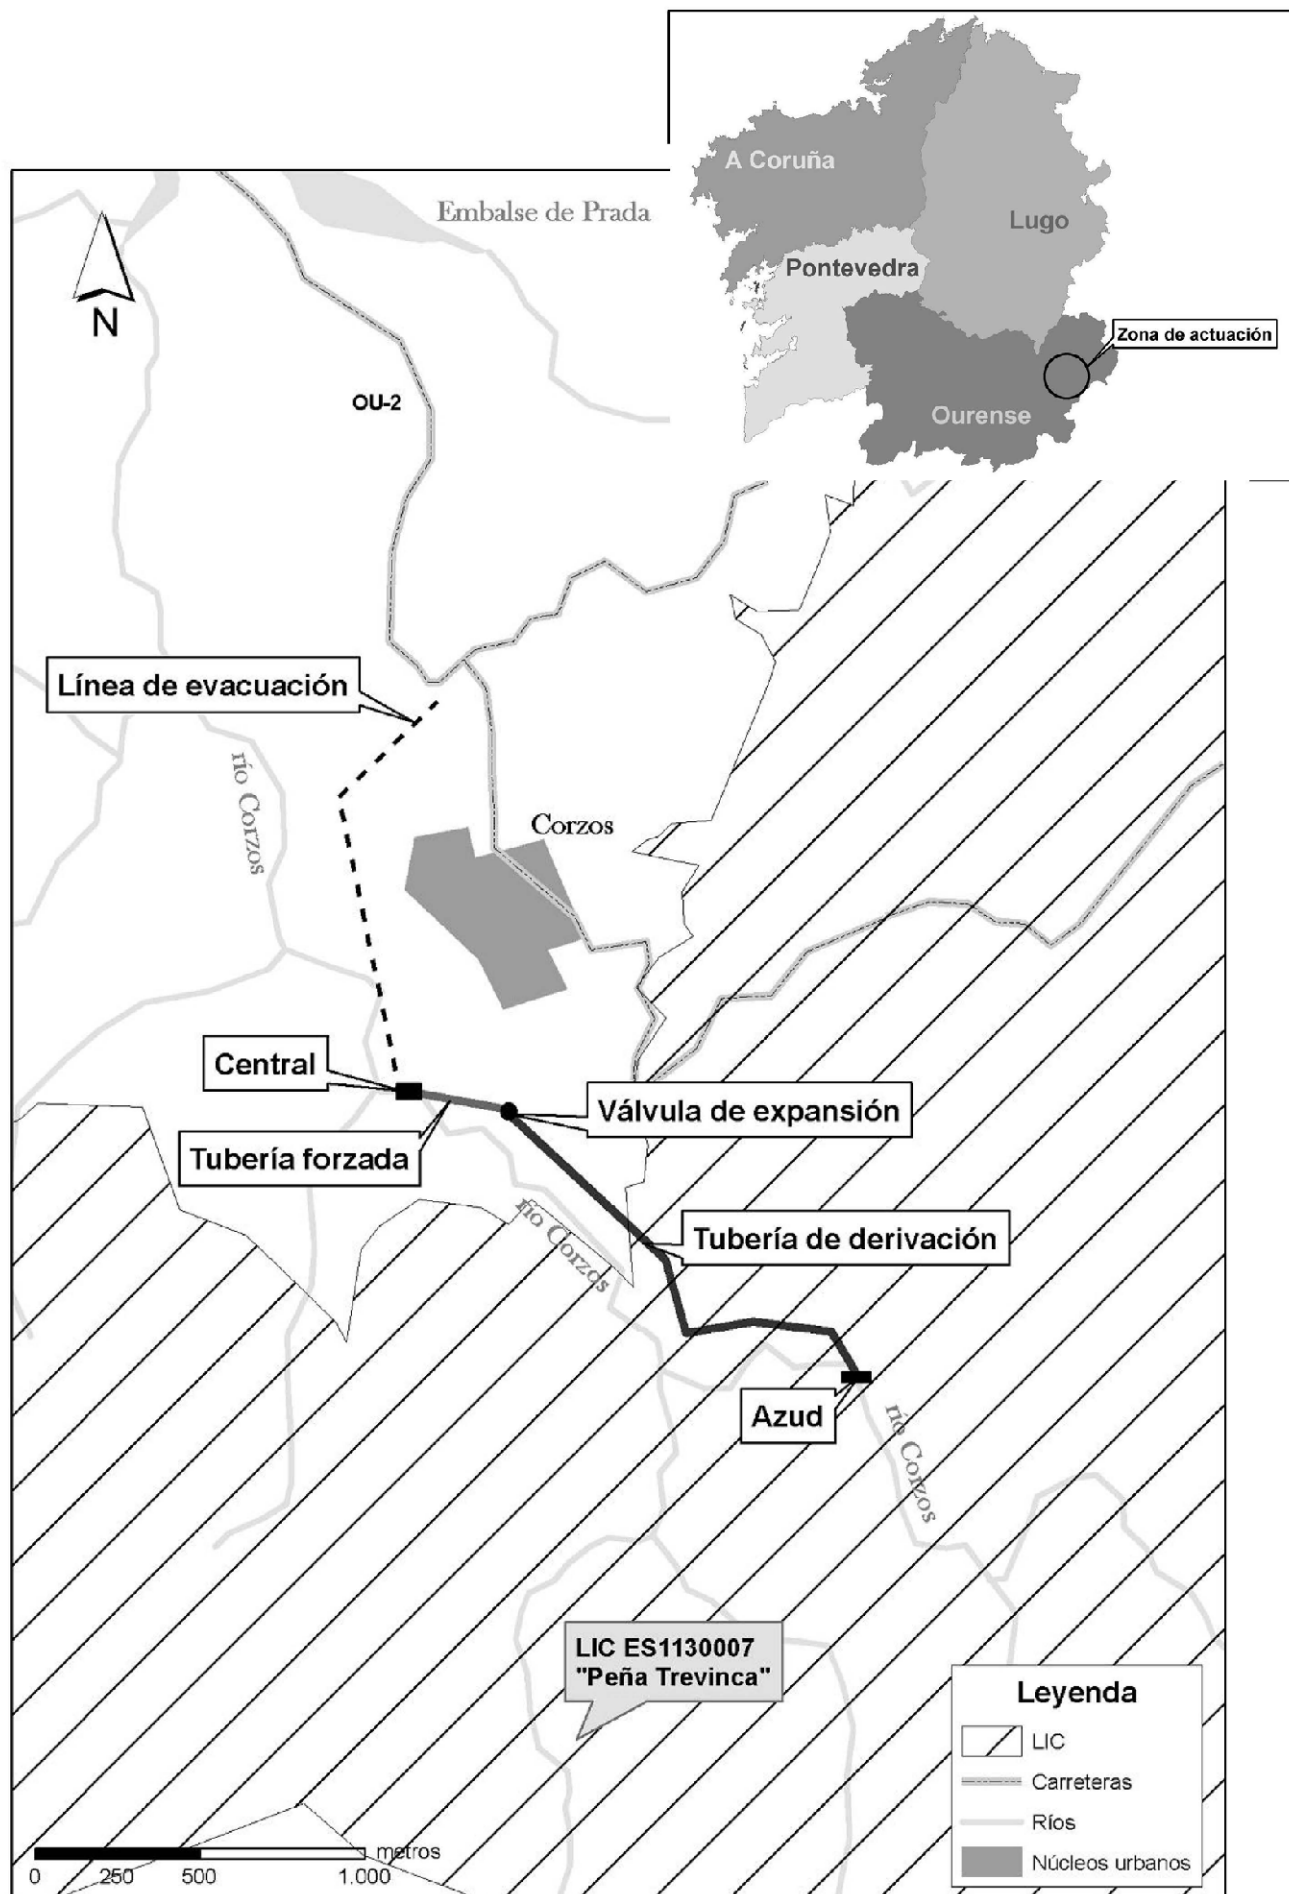 A Coruña
Lugo
Pontevedra
Zona de actuación
Ourense
Embalse de Prada
N
OU-2
Línea de evacuación
río Corzos
Corzos
Central
Válvula de expansión
Tubería forzada
río Corzos
Tubería de derivación
Azud
río Corzos
LIC ES1130007
"Peña Trevinca"
Leyenda
LIC
Carreteras
Ríos
Núcleos urbanos
metros
0 250 500 1.000